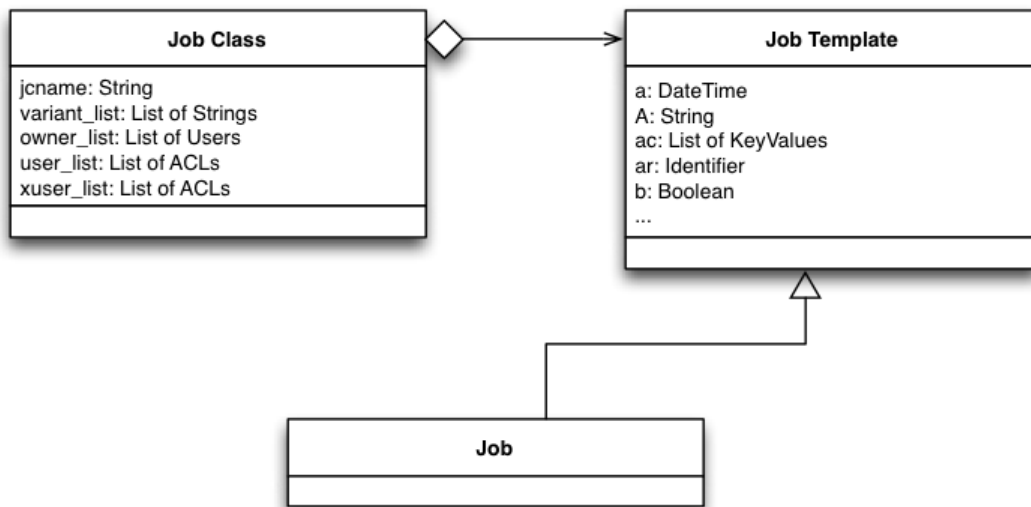 Job Class
jcname: String
variant_list: List of Strings
owner_list: List of Users
user_list: List of ACLs
xuser_list: List of ACLs
Job Template
a: DateTime
A: String
ac: List of KeyValues
ar: Identifier
b: Boolean
...
Job